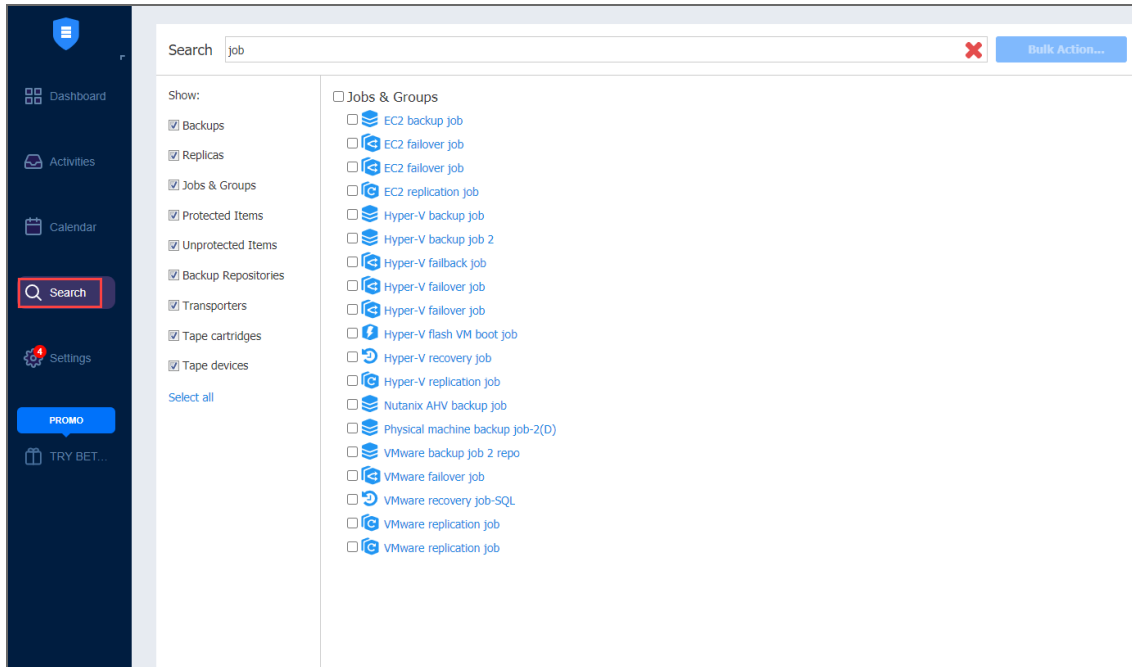 Dashboard
Activities
Calendar
Search
4
Settings
PROMO
TRY BET...
Search
job
Bulk Action...
Show:
Backups
Replicas
Jobs & Groups
Protected Items
Unprotected Items
Backup Repositories
Transporters
Tape cartridges
Tape devices
Select all
Jobs & Groups
EC2 backup job
EC2 failover job
EC2 failover job
EC2 replication job
Hyper-V backup job
Hyper-V backup job 2
Hyper-V failback job
Hyper-V failover job
Hyper-V failover job
Hyper-V flash VM boot job
Hyper-V recovery job
Hyper-V replication job
Nutanix AHV backup job
Physical machine backup job-2(D)
VMware backup job 2 repo
VMware failover job
VMware recovery job-SQL
VMware replication job
VMware replication job